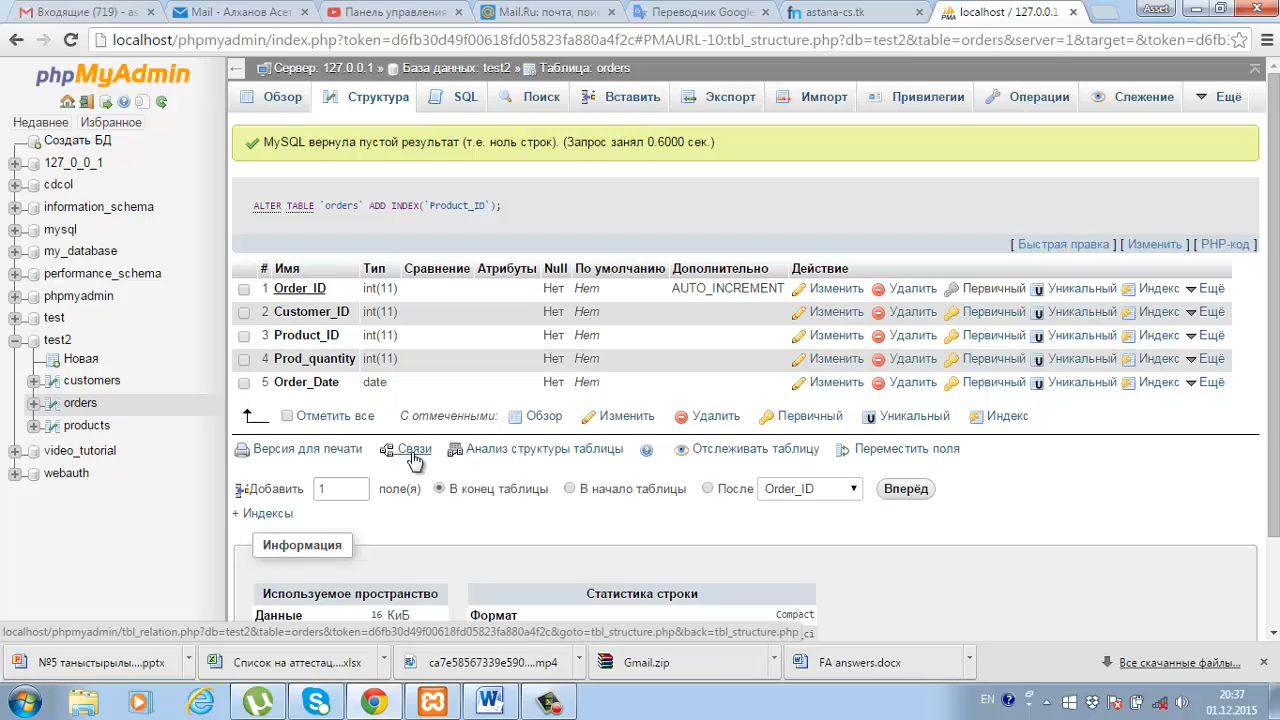 Входящие (719) - as
Mail - Алханов Асет
Панель управления
Mail.Ru: почта, поис
Переводчик Google
astana-cs.tk
localhost / 127.0.0.1
Asset
localhost/phpmyadmin/index.php?token=d6fb30d49f00618fd05823fa880a4f2c#PMAURL-10:tbl_structure.php?db=test2&table=orders&server=1&target=&token=d6fb3
phpMyAdmin
Недавнее Избранное
Создать БД
127_0_0_1
cdcol
information_schema
mysql
my_database
performance_schema
phpmyadmin
test
test2
Новая
customers
orders
products
video_tutorial
webauth
Сервер: 127.0.0.1 » База данных: test2 » Таблица: orders
Обзор Структура SQL Поиск Вставить Экспорт Импорт Привилегии Операции Слежение Ещё
MySQL вернула пустой результат (т.е. ноль строк). (Запрос занял 0.6000 сек.)
ALTER TABLE `orders` ADD INDEX(`Product_ID`);
[ Быстрая правка ] [ Изменить ] [ PHP-код ]
# Имя Тип Сравнение Атрибуты Null По умолчанию Дополнительно Действие
1 Order_ID int(11) Нет Нет AUTO_INCREMENT Изменить Удалить Первичный Уникальный Индекс Ещё
2 Customer_ID int(11) Нет Нет Изменить Удалить Первичный Уникальный Индекс Ещё
3 Product_ID int(11) Нет Нет Изменить Удалить Первичный Уникальный Индекс Ещё
4 Prod_quantity int(11) Нет Нет Изменить Удалить Первичный Уникальный Индекс Ещё
5 Order_Date date Нет Нет Изменить Удалить Первичный Уникальный Индекс Ещё
Отметить все С отмеченными: Обзор Изменить Удалить Первичный Уникальный Индекс
Версия для печати Связи Анализ структуры таблицы Отслеживать таблицу Переместить поля
Добавить 1 поле(я) В конец таблицы В начало таблицы После Order_ID Вперёд
+ Индексы
Информация
Используемое пространство Статистика строки
Данные 16 КиБ Формат Compact
localhost/phpmyadmin/tbl_relation.php?db=test2&table=orders&token=d6fb30d49f00618fd05823fa880a4f2c&goto=tbl_structure.php&back=tbl_structure.php
ci
№5 таныстырылы....pptx
Список на аттестац....xlsx
ca7e58567339e590....mp4
Gmail.zip
FA answers.docx
Все скачанные файлы...
EN
20:37
01.12.2015